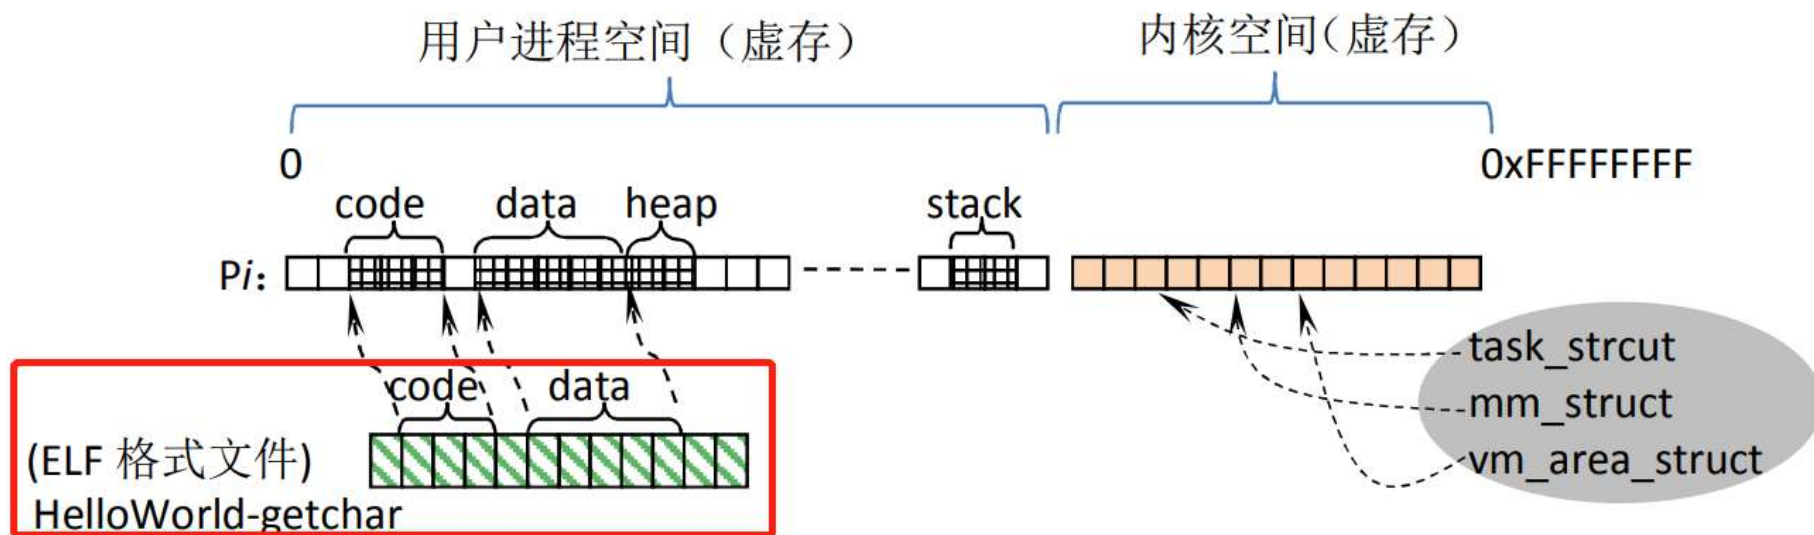 用户进程空间（虚存）
内核空间（虚存）
0
0xFFFFFFFF
code
data
heap
stack
Pi:
task_strcut
mm_struct
vm_area_struct
code
data
(ELF 格式文件)
HelloWorld-getchar